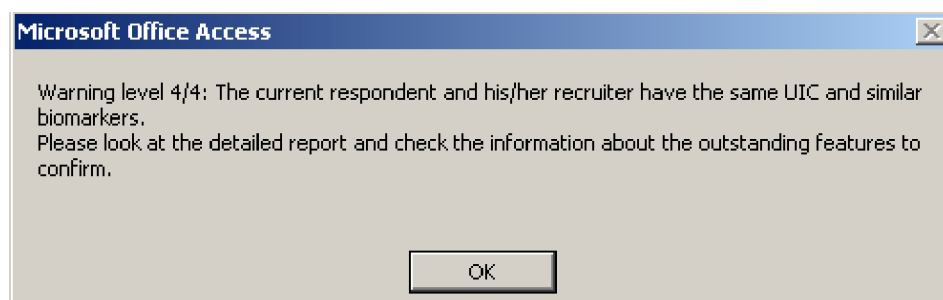 Microsoft Office Access
Warning level 4/4: The current respondent and his/her recruiter have the same UIC and similar
biomarkers.
Please look at the detailed report and check the information about the outstanding features to
confirm.
OK